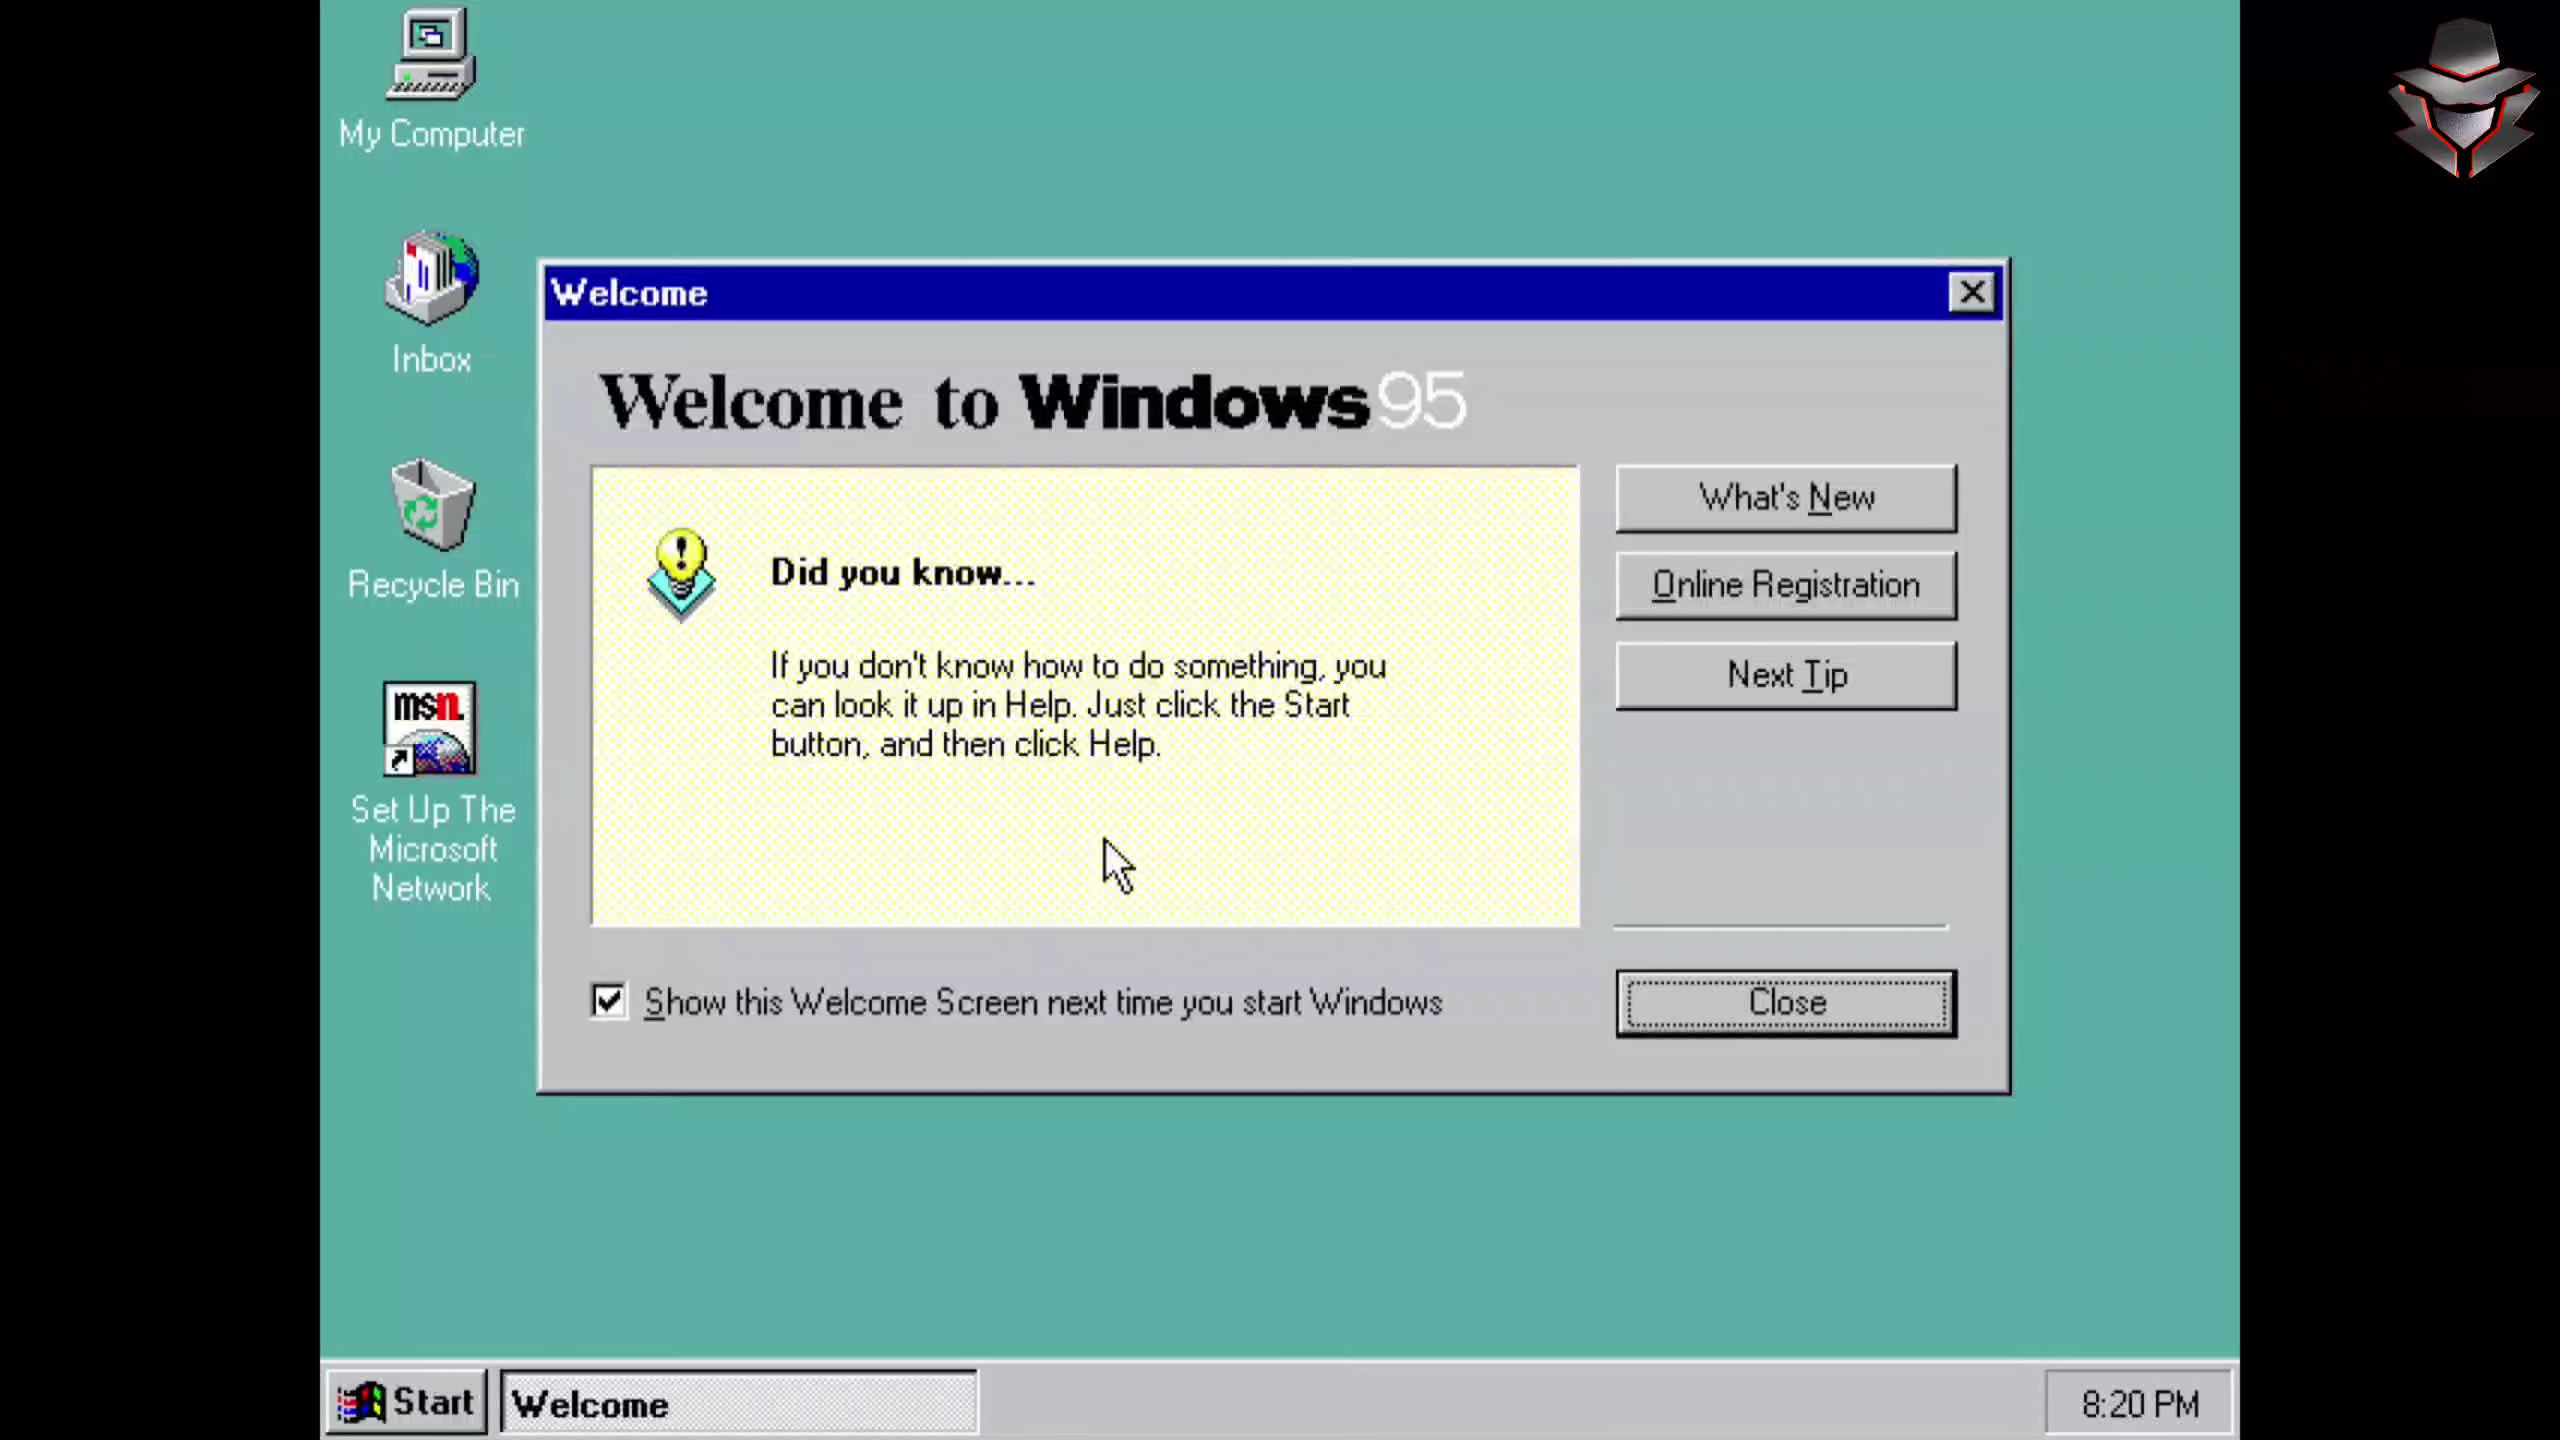 My Computer
Inbox
Recycle Bin
msn.
Set Up The
Microsoft
Network
Welcome
Welcome to Windows 95
Did you know...
If you don't know how to do something, you
can look it up in Help. Just click the Start
button, and then click Help.
What's New
Online Registration
Next Tip
Show this Welcome Screen next time you start Windows
Close
Start
Welcome
8:20 PM